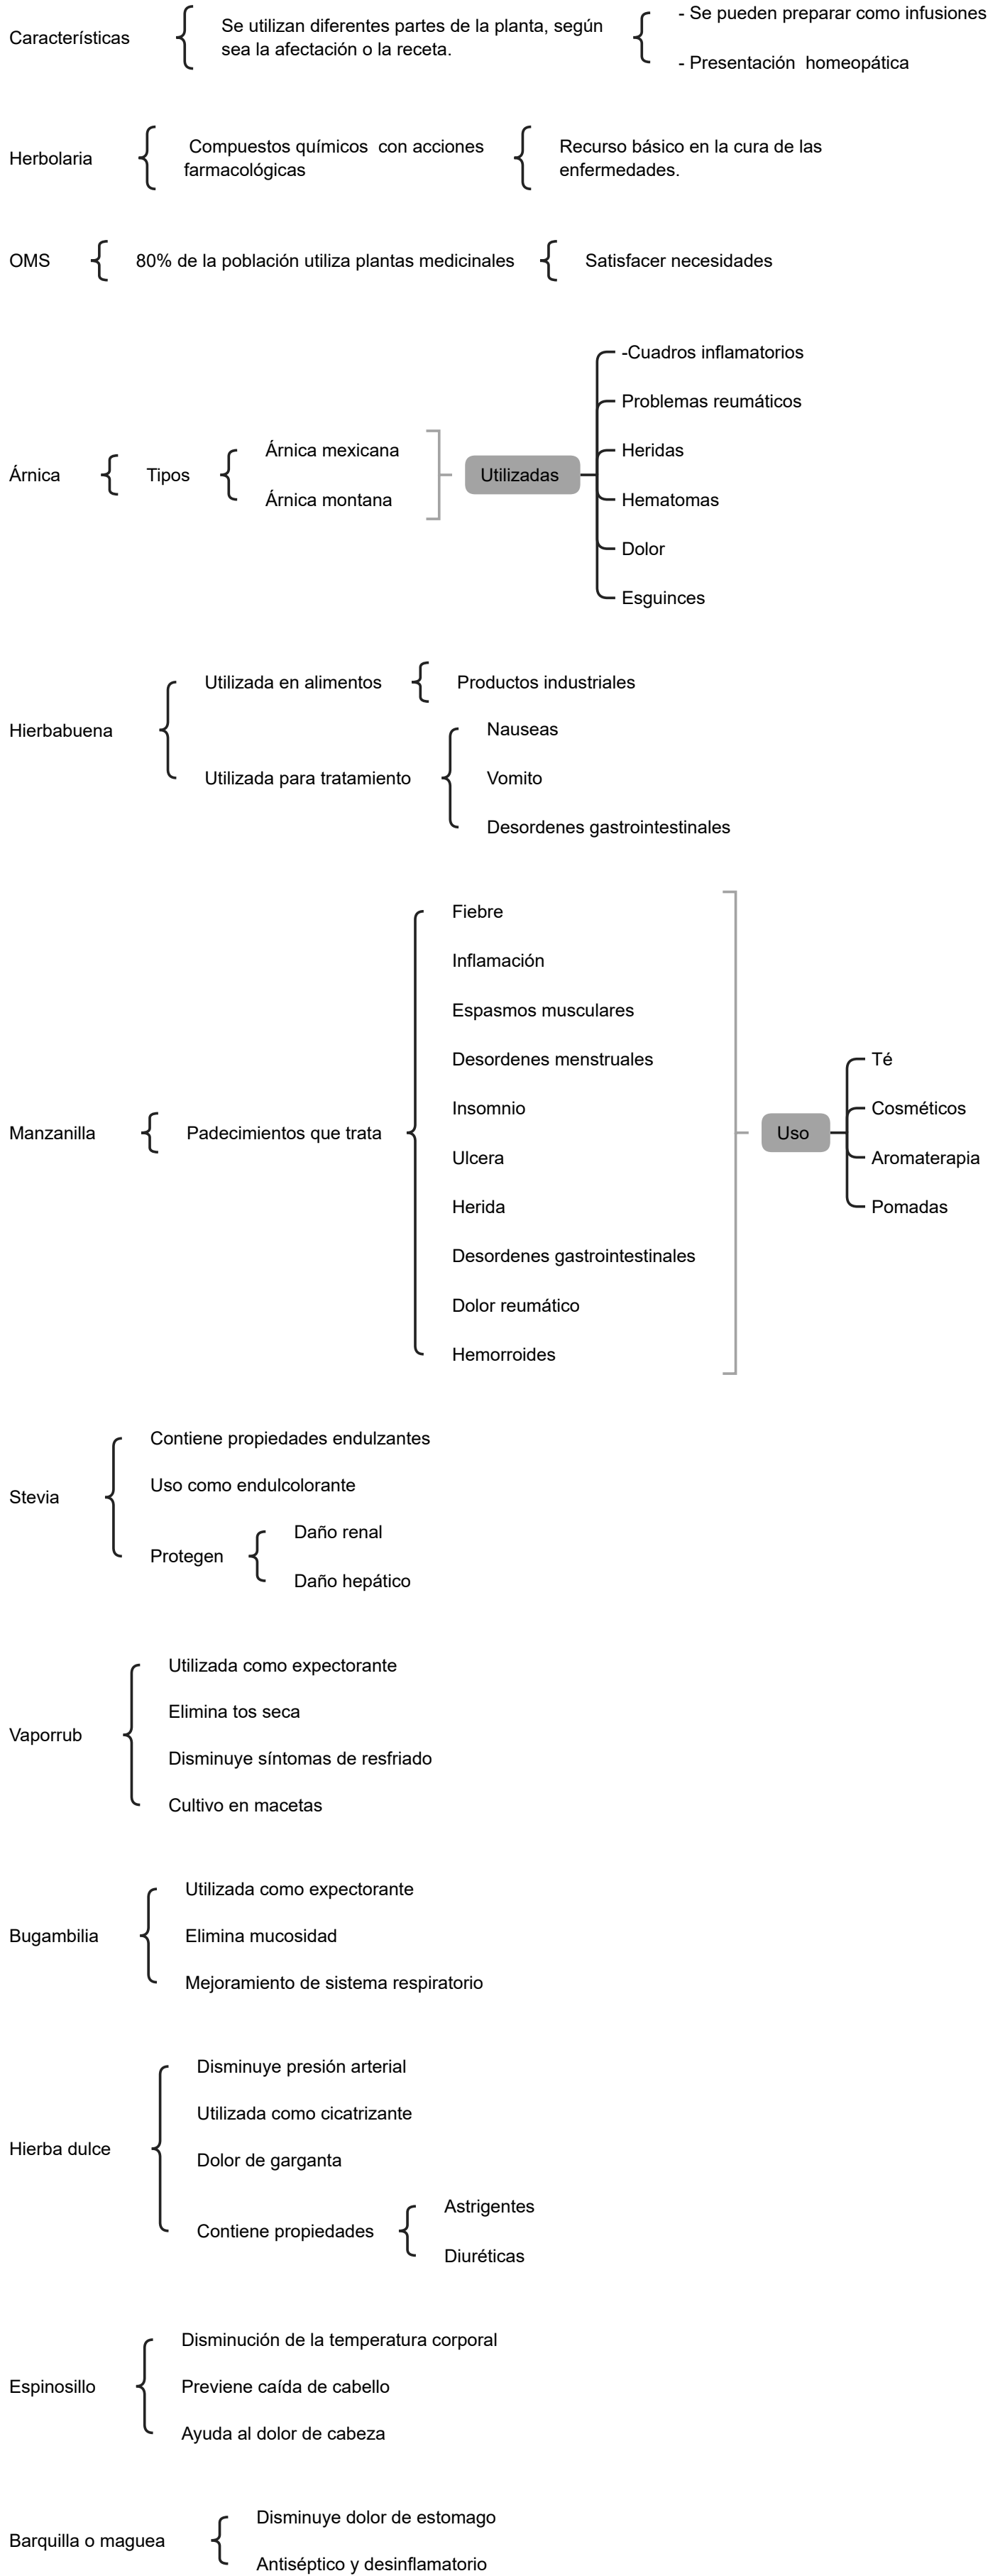 Características
Se utilizan diferentes partes de la planta, según
sea la afectación o la receta.
- Se pueden preparar como infusiones
- Presentación  homeopática
Herbolaria
Compuestos químicos  con acciones
farmacológicas
Recurso básico en la cura de las
enfermedades.
OMS
80% de la población utiliza plantas medicinales
Satisfacer necesidades
Árnica
Tipos
Árnica mexicana
Árnica montana
Utilizadas
-Cuadros inflamatorios
Problemas reumáticos
Heridas
Hematomas
Dolor
Esguinces
Hierbabuena
Utilizada en alimentos
Productos industriales
Utilizada para tratamiento
Nauseas
Vomito
Desordenes gastrointestinales
Manzanilla
Padecimientos que trata
Fiebre
Inflamación
Espasmos musculares
Desordenes menstruales
Insomnio
Ulcera
Herida
Desordenes gastrointestinales
Dolor reumático
Hemorroides
Uso
Té
Cosméticos
Aromaterapia
Pomadas
Stevia
Contiene propiedades endulzantes
Uso como endulcolorante
Protegen
Daño renal
Daño hepático
Vaporrub
Utilizada como expectorante
Elimina tos seca
Disminuye síntomas de resfriado
Cultivo en macetas
Bugambilia
Utilizada como expectorante
Elimina mucosidad
Mejoramiento de sistema respiratorio
Hierba dulce
Disminuye presión arterial
Utilizada como cicatrizante
Dolor de garganta
Contiene propiedades
Astrigentes
Diuréticas
Espinosillo
Disminución de la temperatura corporal
Previene caída de cabello
Ayuda al dolor de cabeza
Barquilla o maguea
Disminuye dolor de estomago
Antiséptico y desinflamatorio